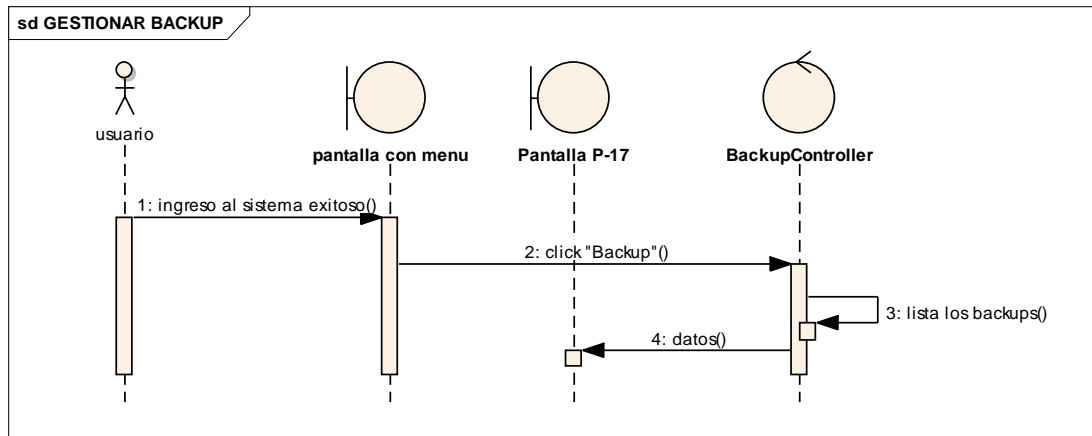 sd GESTIONAR BACKUP
usuario
pantalla con menu
Pantalla P-17
BackupController
1: ingreso al sistema exitoso()
2: click "Backup"()
3: lista los backups()
4: datos()